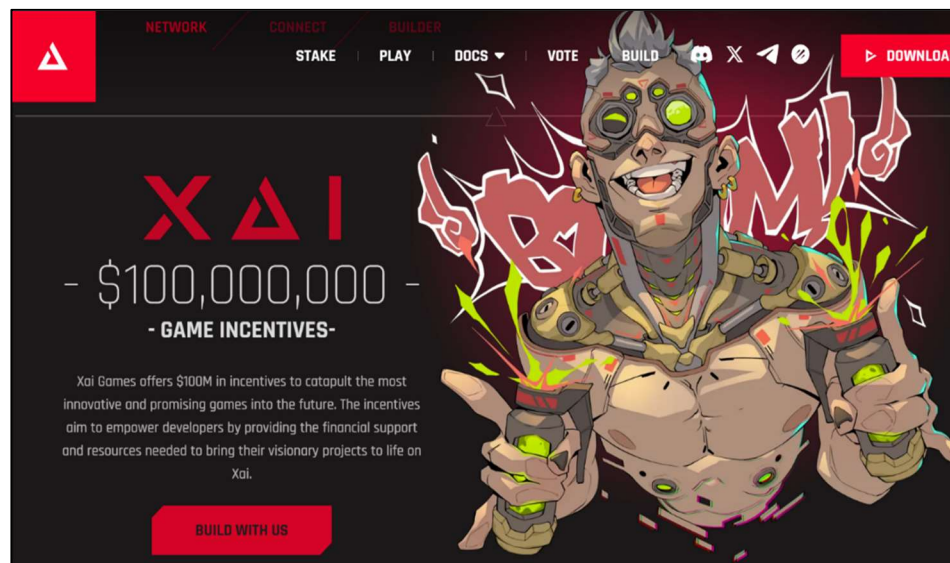 NETWORK CONNECT BUILDER
STAKE PLAY DOCS VOTE BUILD DOWNLOA
XAI
- $100,000,000 -
- GAME INCENTIVES-
Xai Games offers $100M in incentives to catapult the most
innovative and promising games into the future. The incentives
aim to empower developers by providing the financial support
and resources needed to bring their visionary projects to life on
Xai.
BUILD WITH US